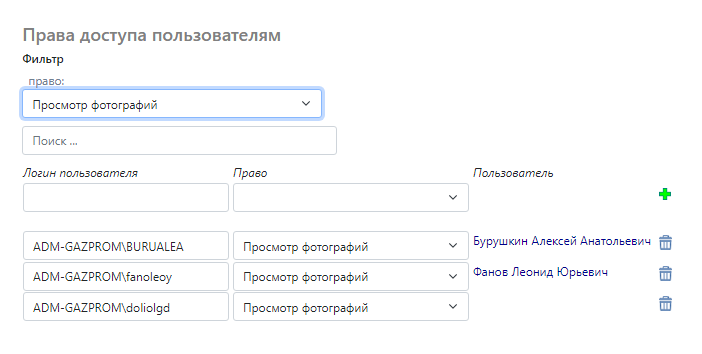 Права доступа пользователям
Фильтр
право:
Просмотр фотографий
Поиск ...
Логин пользователя Право Пользователь
ADM-GAZPROM\BURUALEA Просмотр фотографий Бурушкин Алексей Анатольевич
ADM-GAZPROM\fanoleoy Просмотр фотографий Фанов Леонид Юрьевич
ADM-GAZPROM\doliolgd Просмотр фотографий